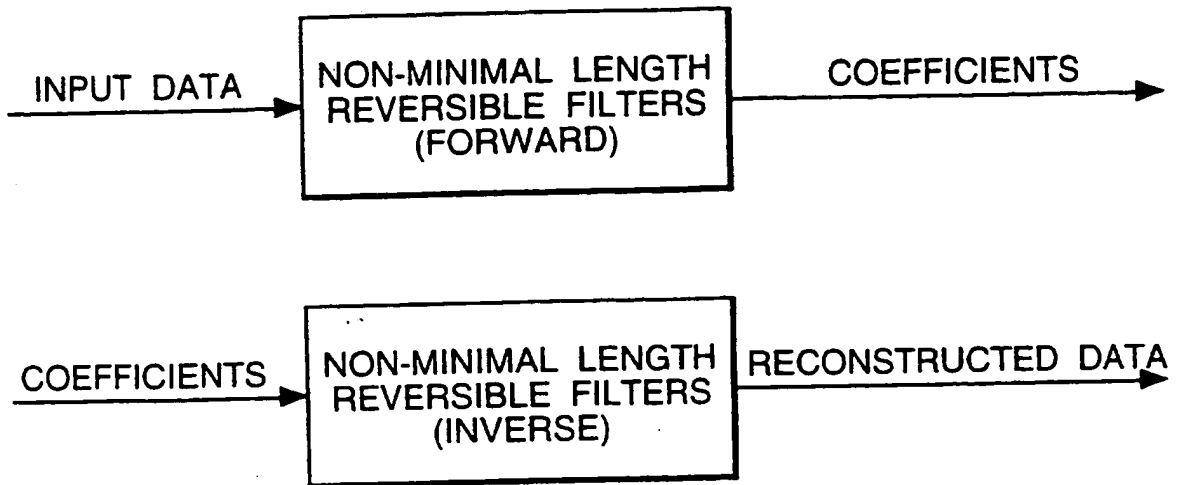 INPUT DATA
NON-MINIMAL LENGTH
REVERSIBLE FILTERS
(FORWARD)
COEFFICIENTS
COEFFICIENTS
NON-MINIMAL LENGTH
REVERSIBLE FILTERS
(INVERSE)
RECONSTRUCTED DATA